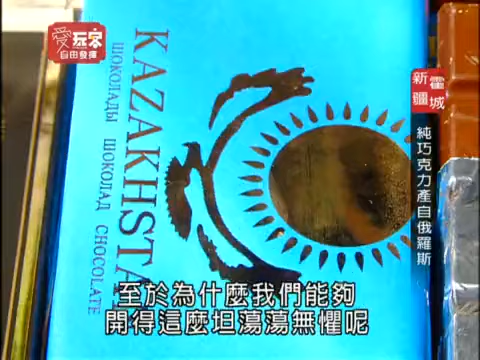 愛玩客
自由發揮
KAZAKHSTA
ШОКОЛАДЫ ШОКОЛАД CHOCOLATE
新疆
城
純巧克力產自俄羅斯
至於為什麼我們能夠
開得這麼坦蕩蕩無懼呢